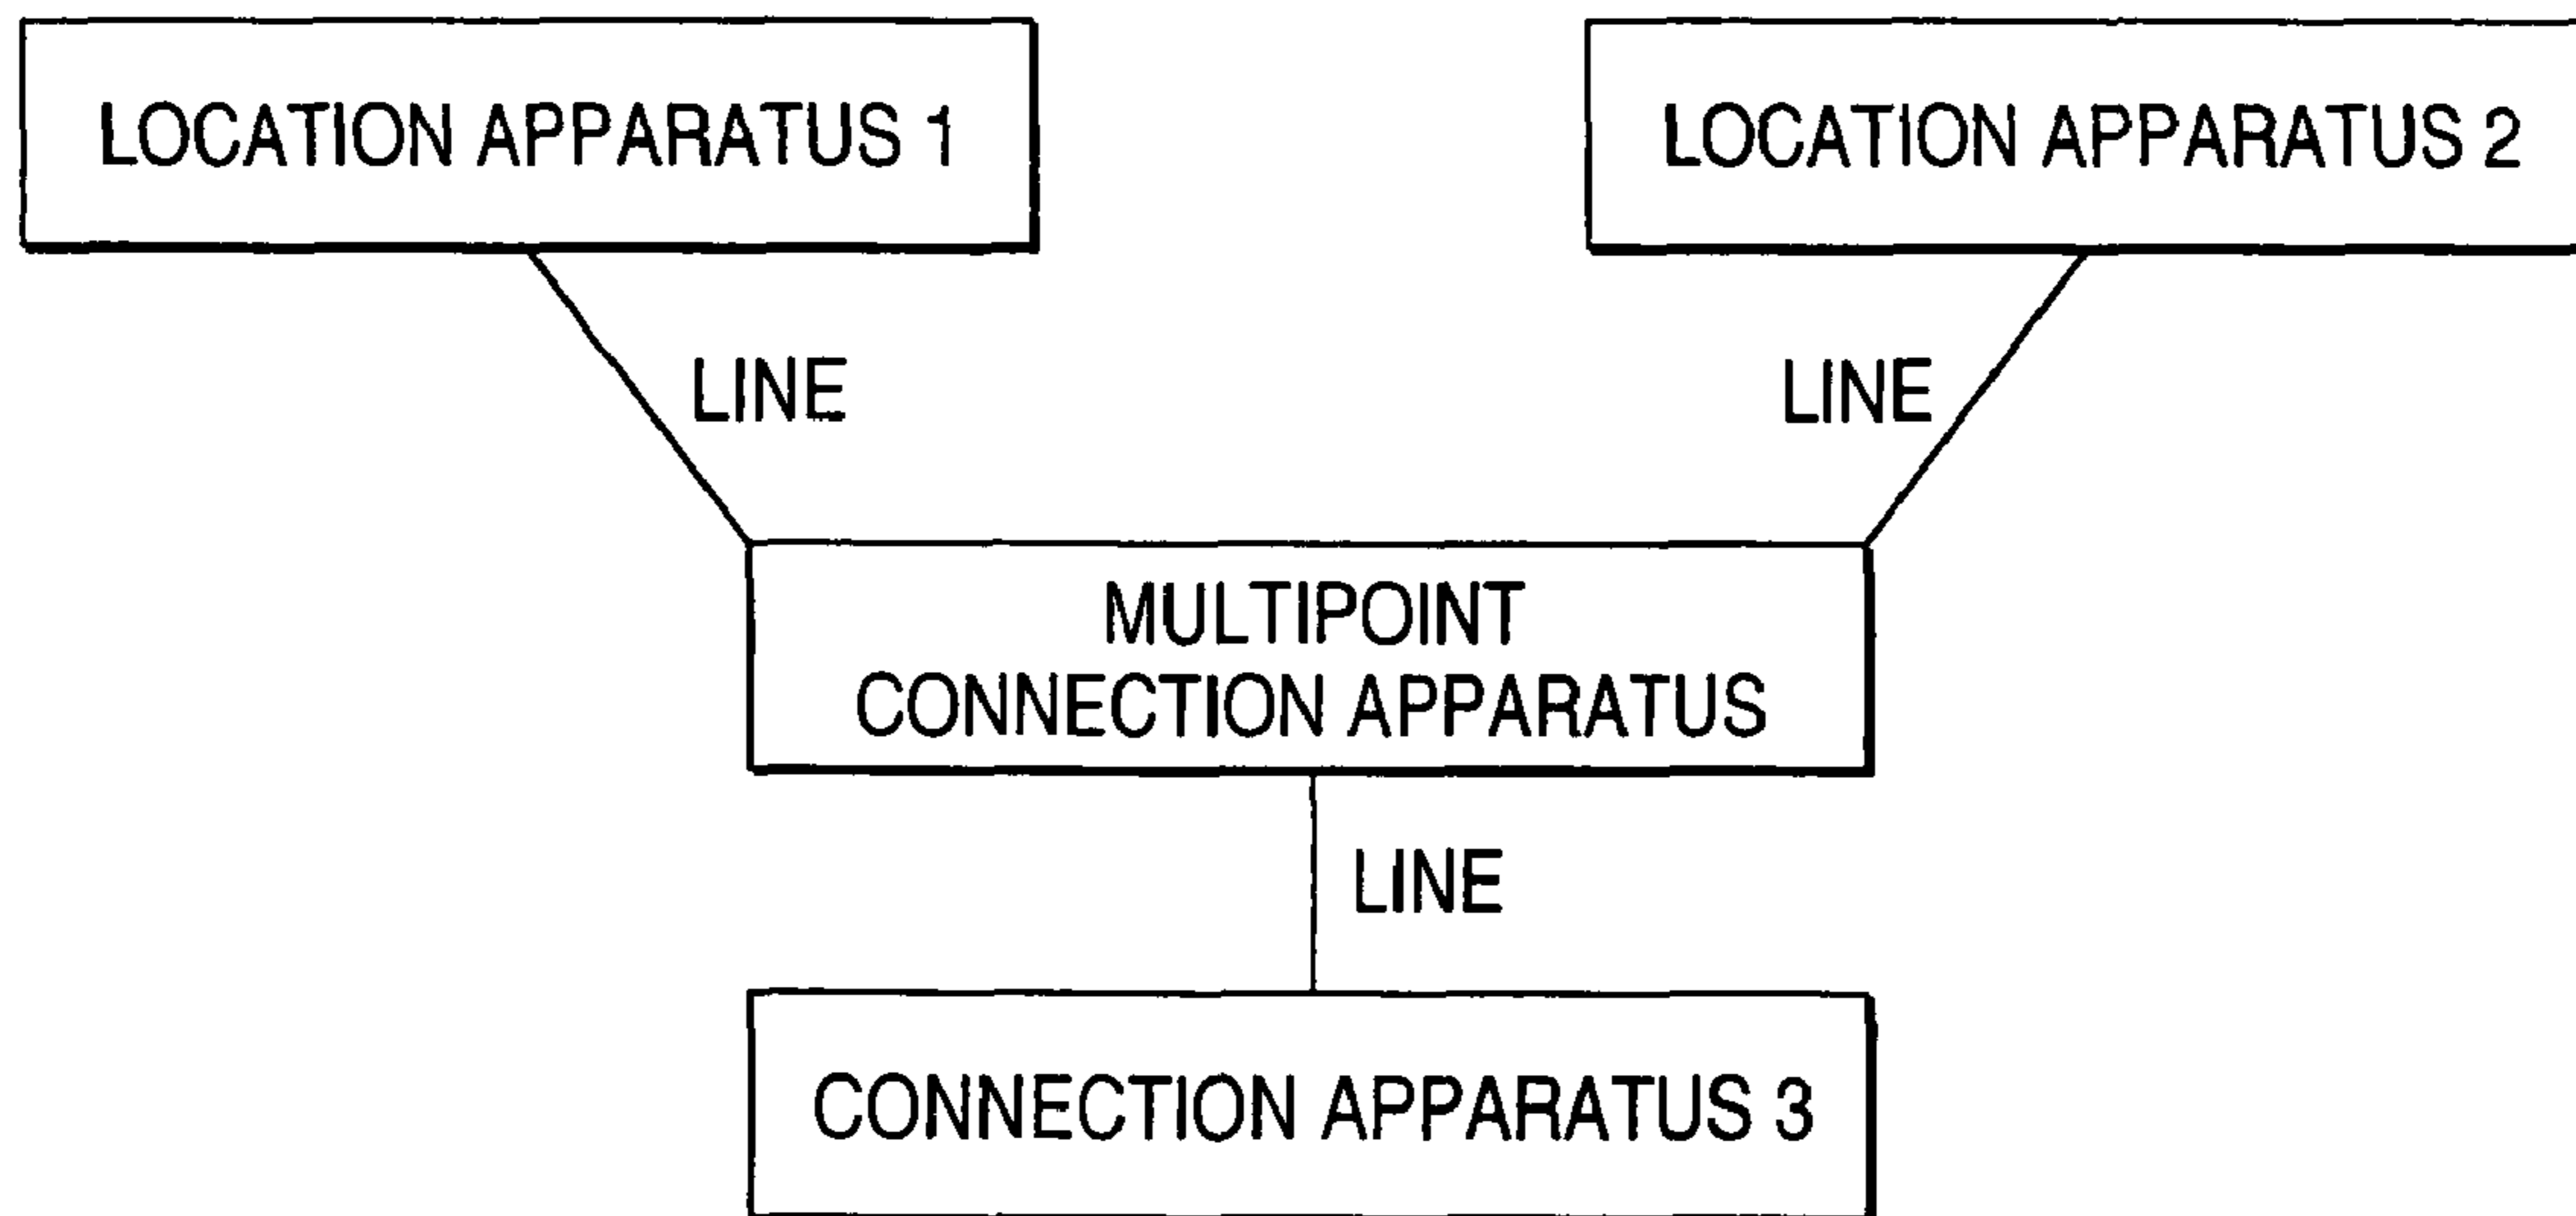 LOCATION APPARATUS 1
LOCATION APPARATUS 2
LINE
LINE
MULTIPOINT
CONNECTION APPARATUS
LINE
CONNECTION APPARATUS 3